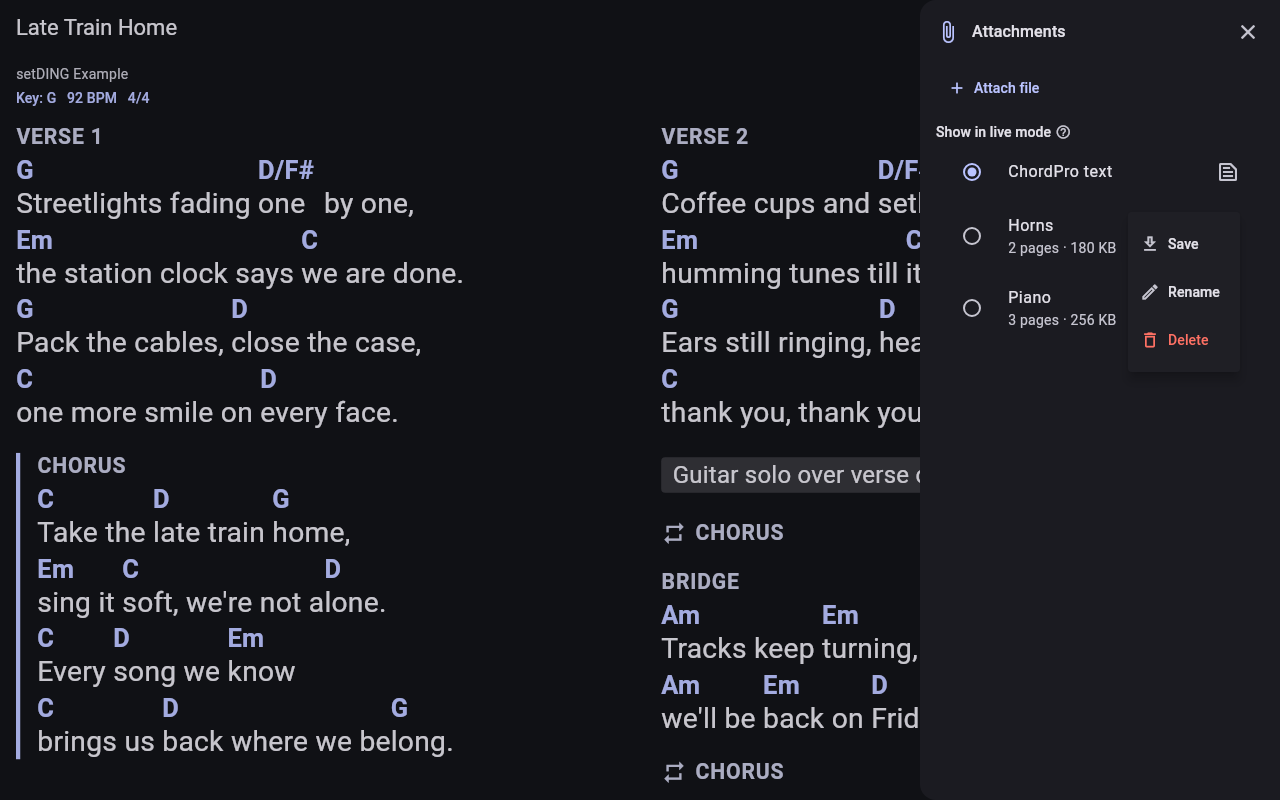 Late Train Home
setDING Example
Key: G 92 BPM 4/4
VERSE 1
G D/F#
Streetlights fading one by one,
Em C
the station clock says we are done.
G D
Pack the cables, close the case,
C D
one more smile on every face.
CHORUS
C D G
Take the late train home,
Em C D
sing it soft, we're not alone.
C D Em
Every song we know
C D G
brings us back where we belong.
VERSE 2
G
Coffee cups and
Em C
humming tunes till it
G D
Ears still ringing,
C
thank you, thank you
Guitar solo over verse
CHORUS
BRIDGE
Am Em
Tracks keep turning,
Am Em D
we'll be back on
CHORUS
Attachments
Attach file
Show in live mode
ChordPro text
Horns
2 pages · 180 KB
Piano
3 pages · 256 KB
Save
Rename
Delete